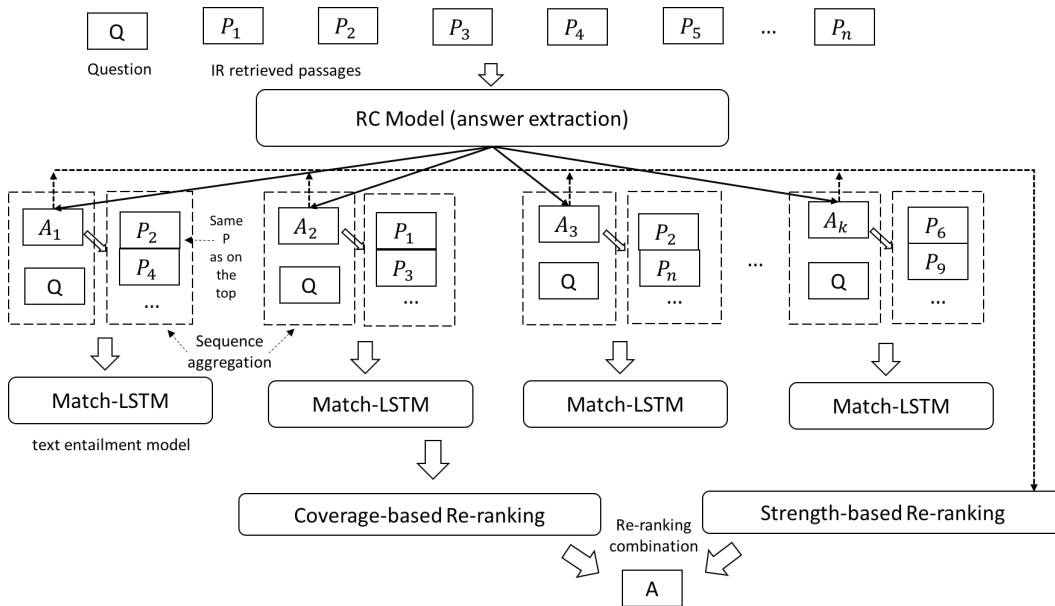 Q P₁ P₂ P₃ P₄ P₅ ... Pₙ
Question IR retrieved passages
RC Model (answer extraction)
A₁ P₂ Same A₂ P₁ A₃ P₂ Aₖ P₆
P
as on
the
top
Q P₄ Q P₃ Q Pₙ ... Q P₉
... ... ... ...
Sequence
aggregation
Match-LSTM Match-LSTM Match-LSTM Match-LSTM
text entailment model
Coverage-based Re-ranking Strength-based Re-ranking
Re-ranking
combination
A